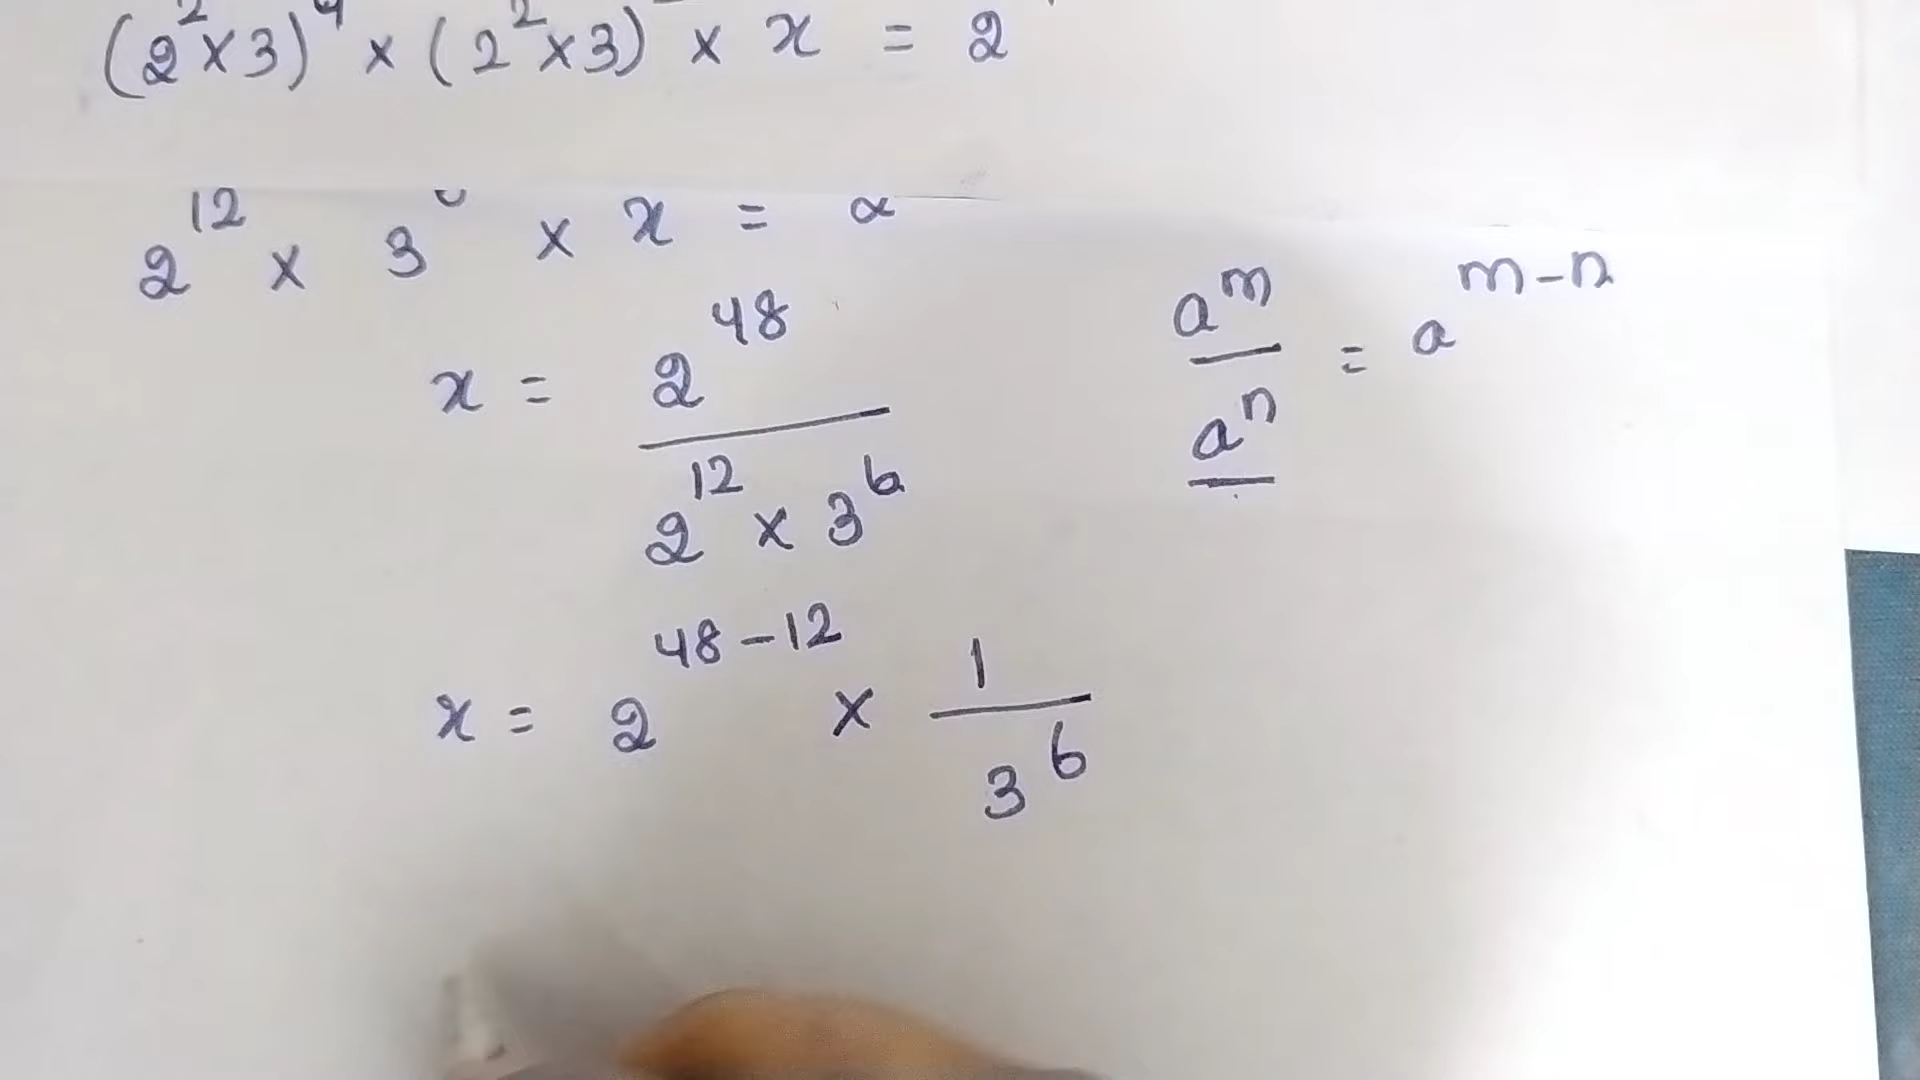 (2²×3)⁴ × (2²×3) × x = 2
2¹² × 3 × x =
x = 2⁴⁸ / (2¹² × 3⁶)
aᵐ / aⁿ = aᵐ⁻ⁿ
x = 2⁴⁸⁻¹² × 1 / 3⁶